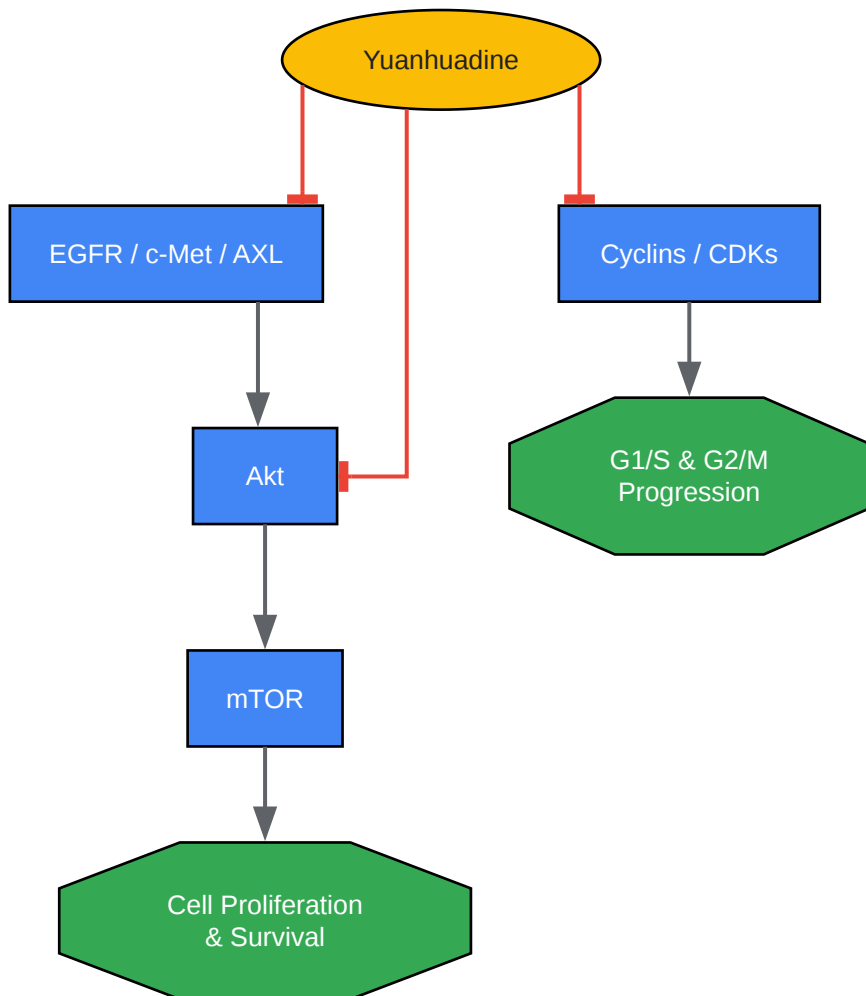 Yuanhuadine
EGFR / c-Met / AXL
Cyclins / CDKs
Akt
G1/S & G2/M
Progression
mTOR
Cell Proliferation
& Survival